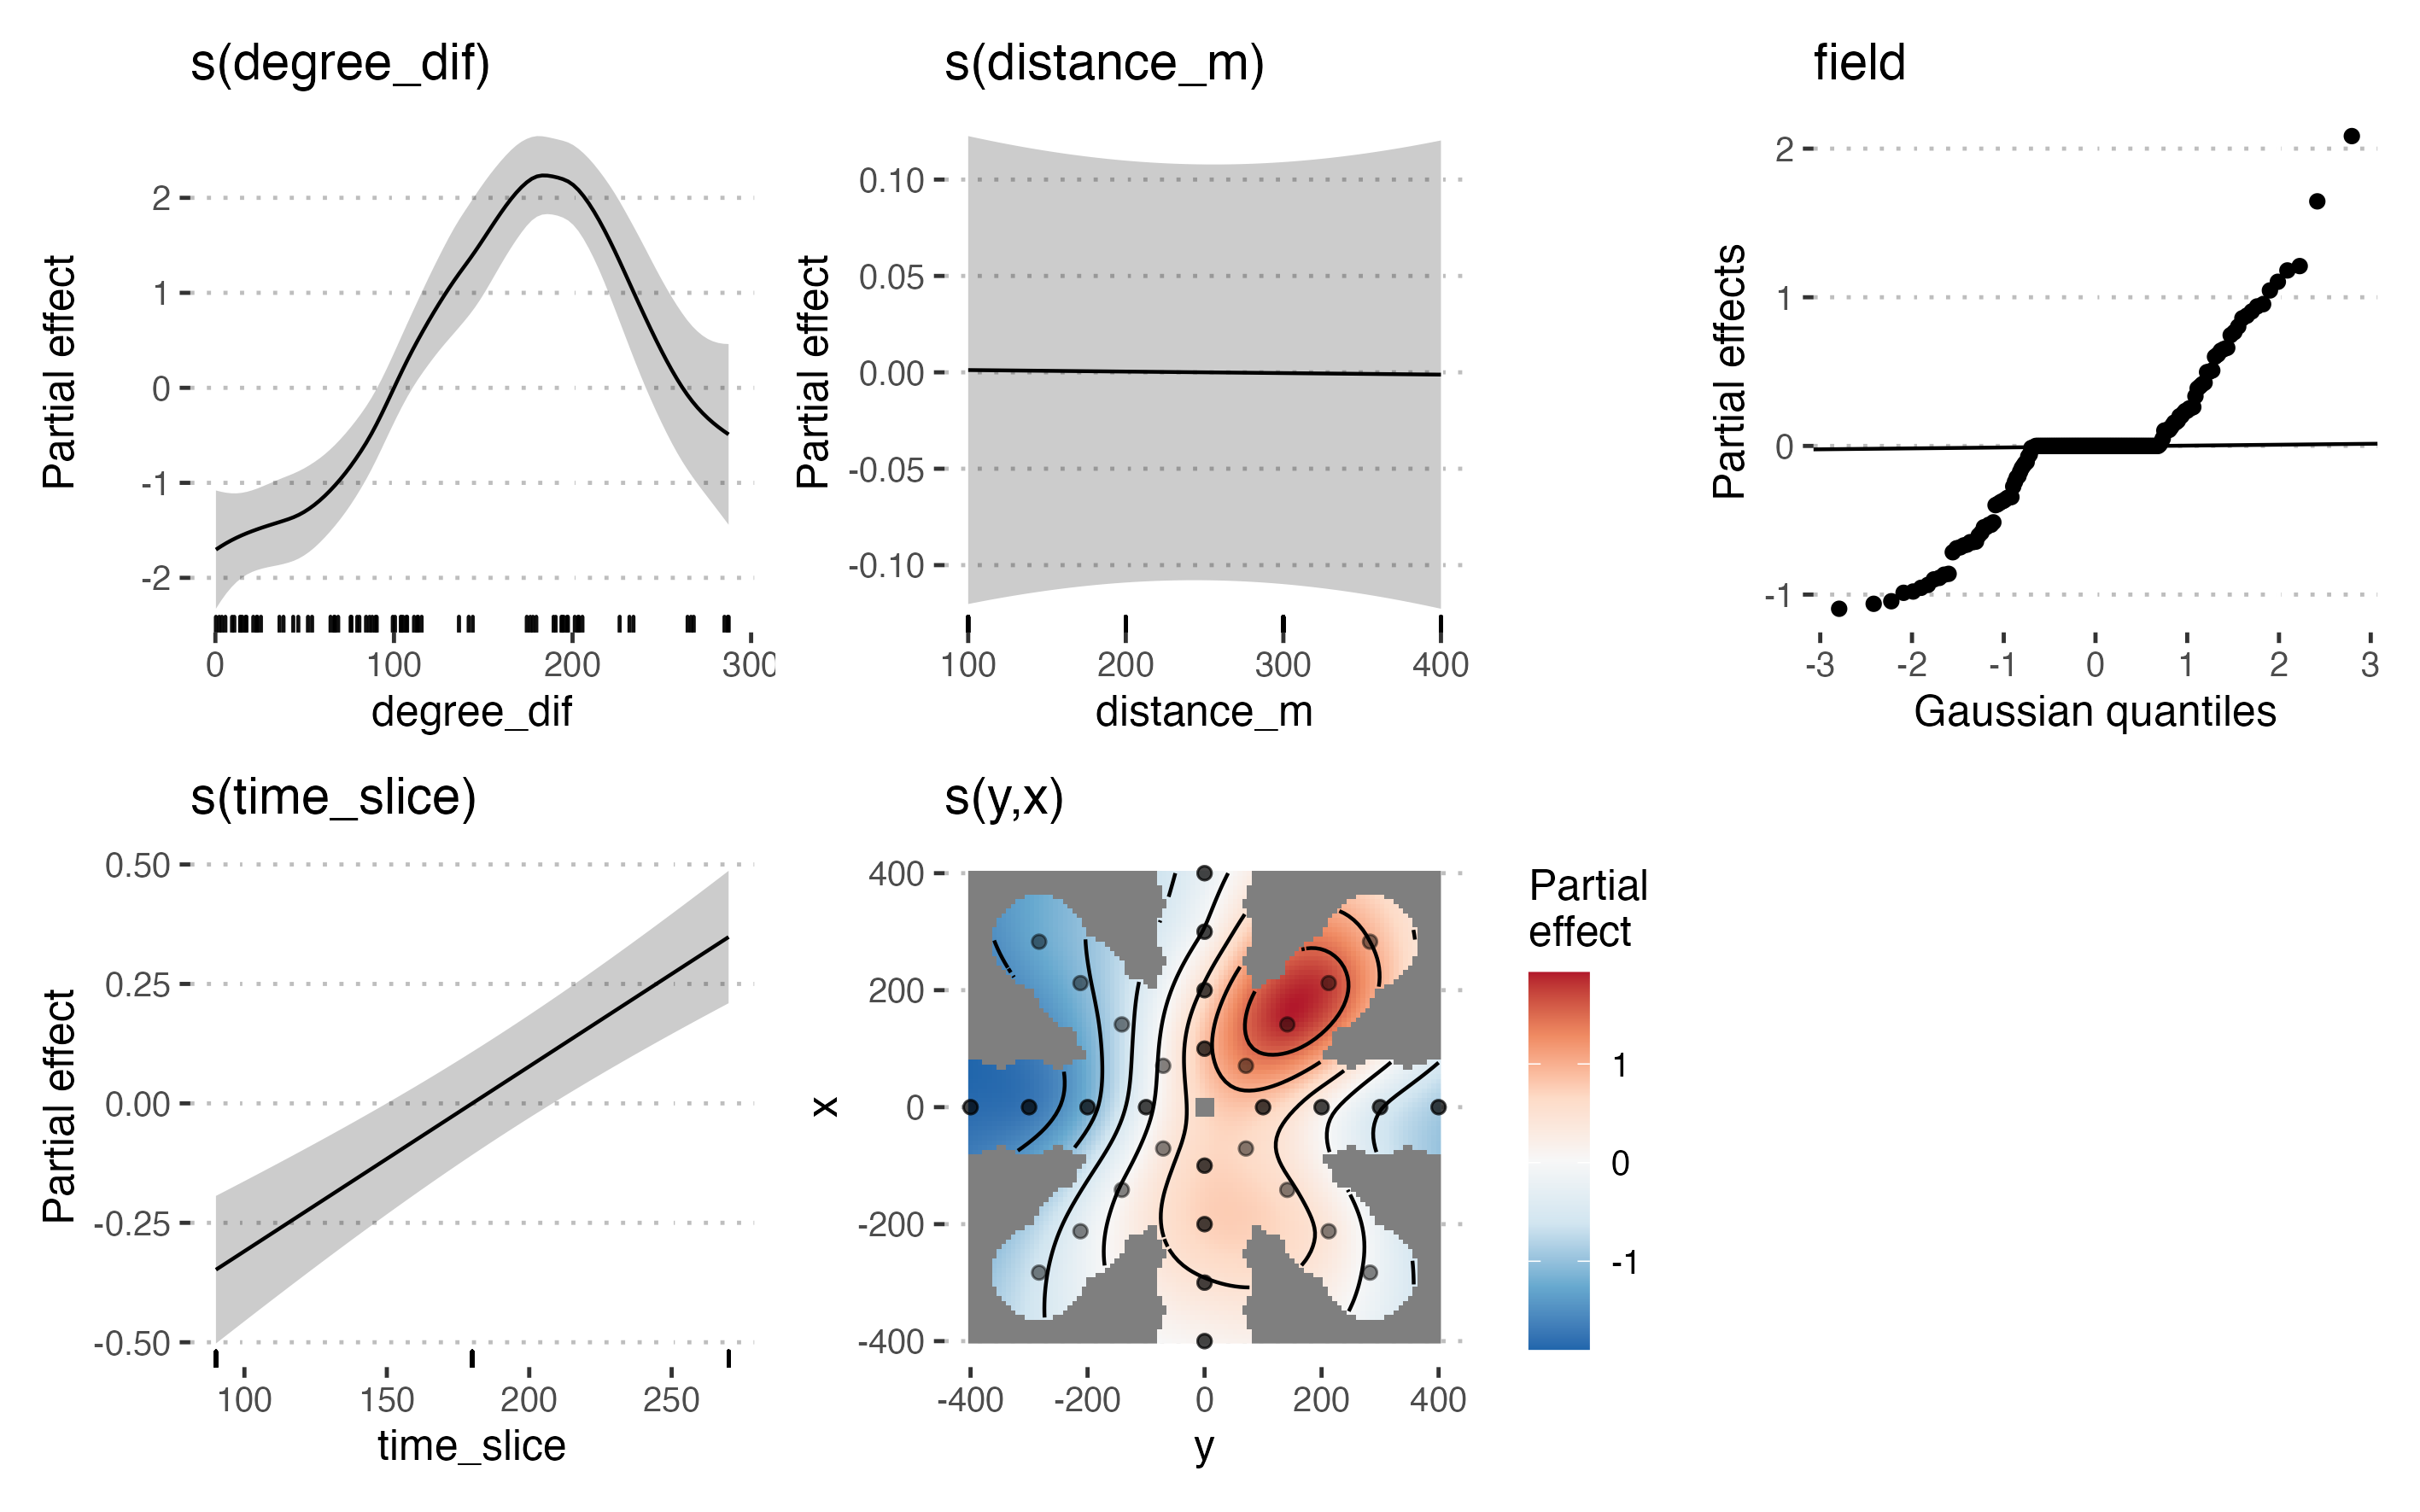 s(degree_dif)
Partial effect
2
1
0
-1
-2
0 100 200 300
degree_dif
s(distance_m)
Partial effect
0.10
0.05
0.00
-0.05
-0.10
100 200 300 400
distance_m
field
Partial effects
2
1
0
-1
-3 -2 -1 0 1 2 3
Gaussian quantiles
s(time_slice)
Partial effect
0.50
0.25
0.00
-0.25
-0.50
100 150 200 250
time_slice
s(y,x)
x
400
200
0
-200
-400
-400 -200 0 200 400
y
Partial
effect
1
0
-1